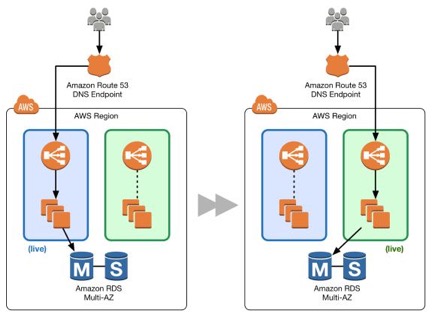 Amazon Route 53
DNS Endpoint
AWS
AWS Region
(live)
M S
Amazon RDS
Multi-AZ
Amazon Route 53
DNS Endpoint
AWS
AWS Region
(live)
M S
Amazon RDS
Multi-AZ